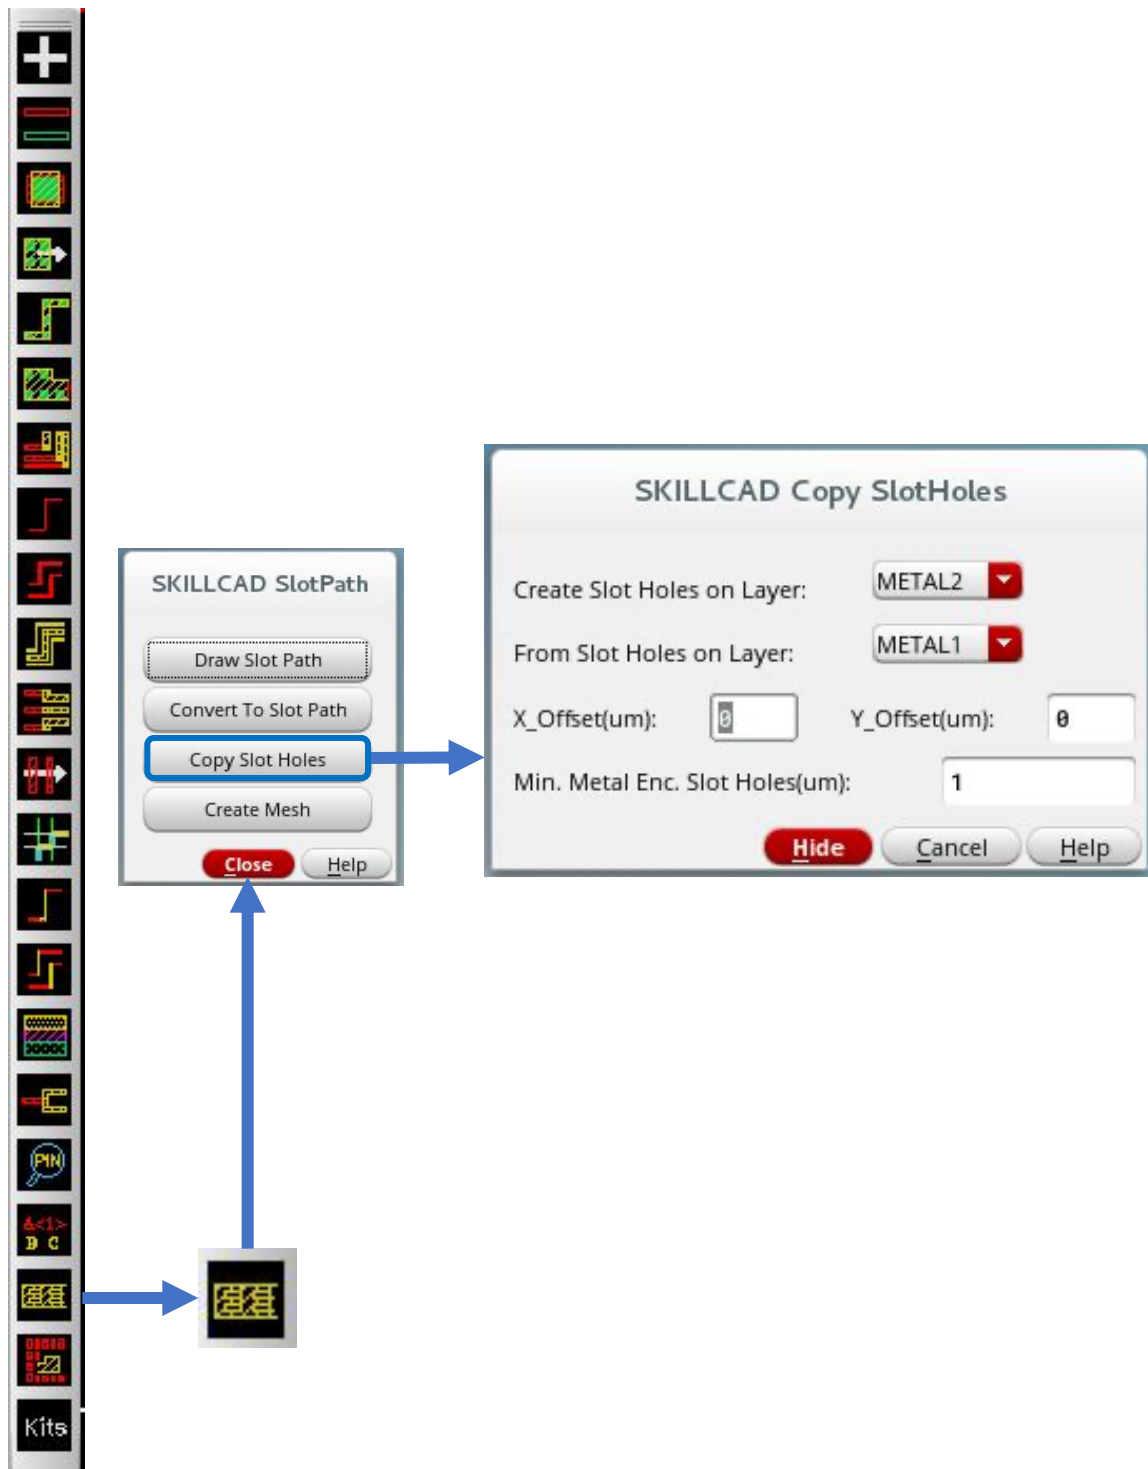 SKILLCAD SlotPath
Draw Slot Path
Convert To Slot Path
Copy Slot Holes
Create Mesh
Close Help
SKILLCAD Copy SlotHoles
Create Slot Holes on Layer: METAL2
From Slot Holes on Layer: METAL1
X_Offset(um): 0 Y_Offset(um): 0
Min. Metal Enc. Slot Holes(um): 1
Hide Cancel Help
PIN
A<1>
B C
Kits